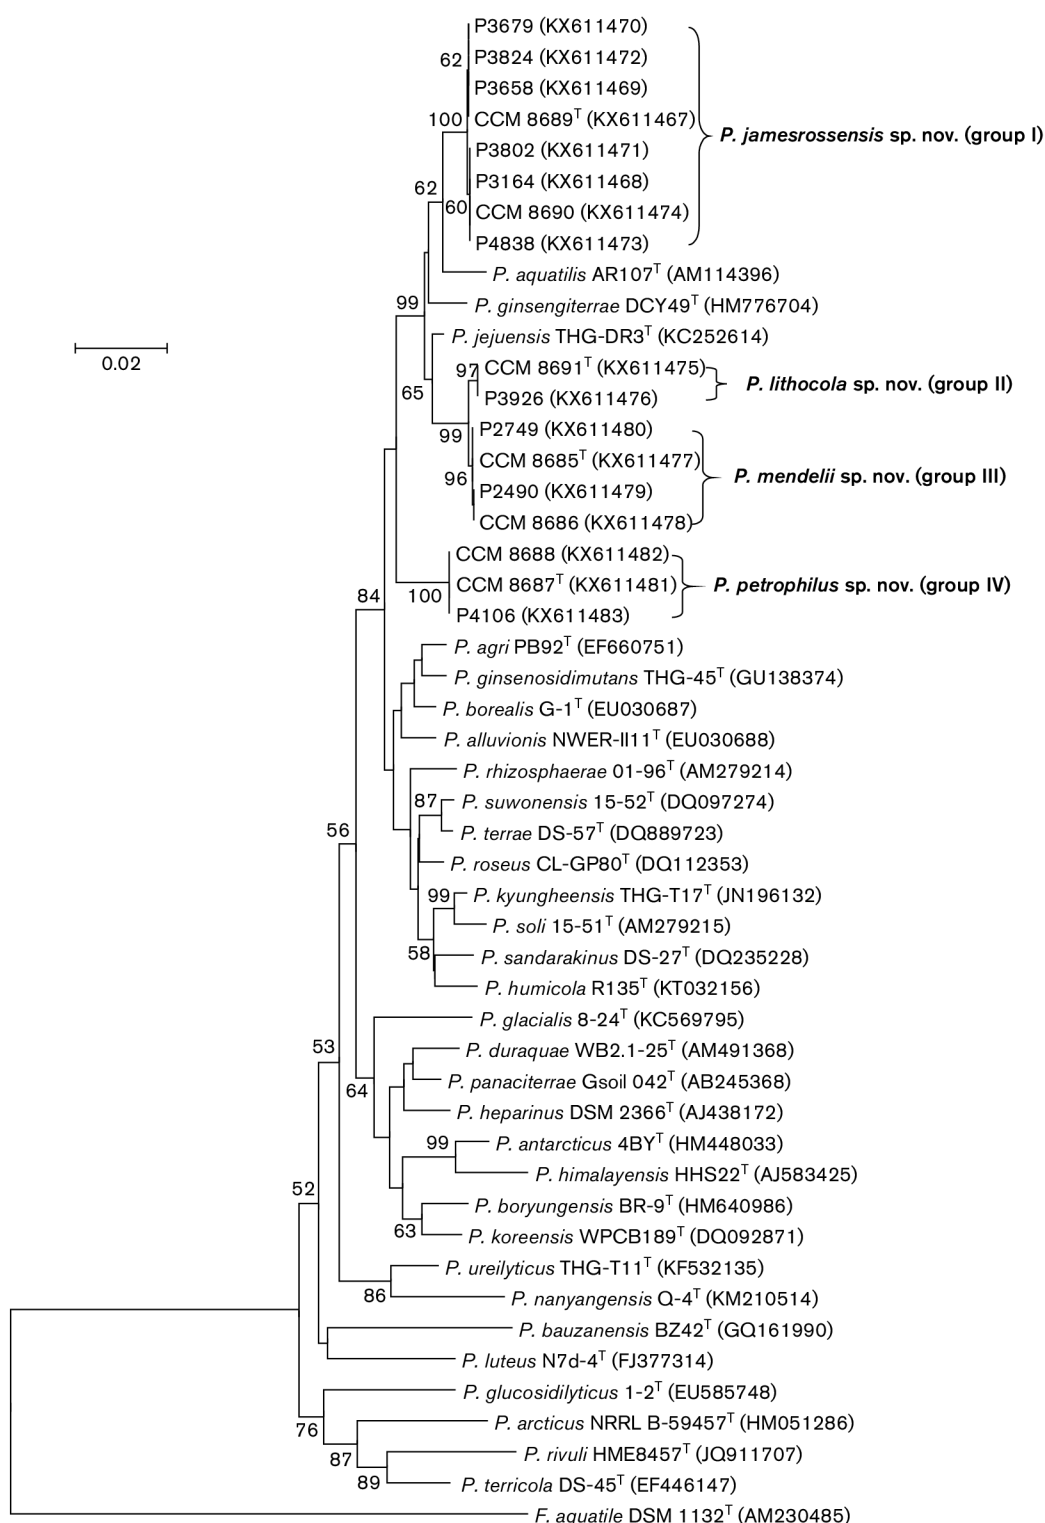 P3679 (KX611470)
62
P3824 (KX611472)
P3658 (KX611469)
100
CCM 8689T (KX611467)
P. jamesrossensis sp. nov. (group I)
P3802 (KX611471)
P3164 (KX611468)
62
60
CCM 8690 (KX611474)
P4838 (KX611473)
P. aquatilis AR107T (AM114396)
99
P. ginsengiterrae DCY49T (HM776704)
P. jejuensis THG-DR3T (KC252614)
0.02
97
CCM 8691T (KX611475)
P. lithocola sp. nov. (group II)
65
P3926 (KX611476)
P2749 (KX611480)
99
CCM 8685T (KX611477)
P. mendelii sp. nov. (group III)
96
P2490 (KX611479)
CCM 8686 (KX611478)
CCM 8688 (KX611482)
CCM 8687T (KX611481)
P. petrophilus sp. nov. (group IV)
84
100
P4106 (KX611483)
P. agri PB92T (EF660751)
P. ginsenosidimutans THG-45T (GU138374)
P. borealis G-1T (EU030687)
P. alluvionis NWER-II11T (EU030688)
P. rhizosphaerae 01-96T (AM279214)
87
P. suwonensis 15-52T (DQ097274)
56
P. terrae DS-57T (DQ889723)
P. roseus CL-GP80T (DQ112353)
99
P. kyungheensis THG-T17T (JN196132)
P. soli 15-51T (AM279215)
58
P. sandarakinus DS-27T (DQ235228)
P. humicola R135T (KT032156)
P. glacialis 8-24T (KC569795)
53
P. duraquae WB2.1-25T (AM491368)
64
P. panaciterrae Gsoil 042T (AB245368)
P. heparinus DSM 2366T (AJ438172)
99
P. antarcticus 4BYT (HM448033)
P. himalayensis HHS22T (AJ583425)
52
P. boryungensis BR-9T (HM640986)
63
P. koreensis WPCB189T (DQ092871)
P. ureilyticus THG-T11T (KF532135)
86
P. nanyangensis Q-4T (KM210514)
P. bauzanensis BZ42T (GQ161990)
P. luteus N7d-4T (FJ377314)
P. glucosidilyticus 1-2T (EU585748)
76
P. arcticus NRRL B-59457T (HM051286)
87
P. rivuli HME8457T (JQ911707)
89
P. terricola DS-45T (EF446147)
F. aquatile DSM 1132T (AM230485)